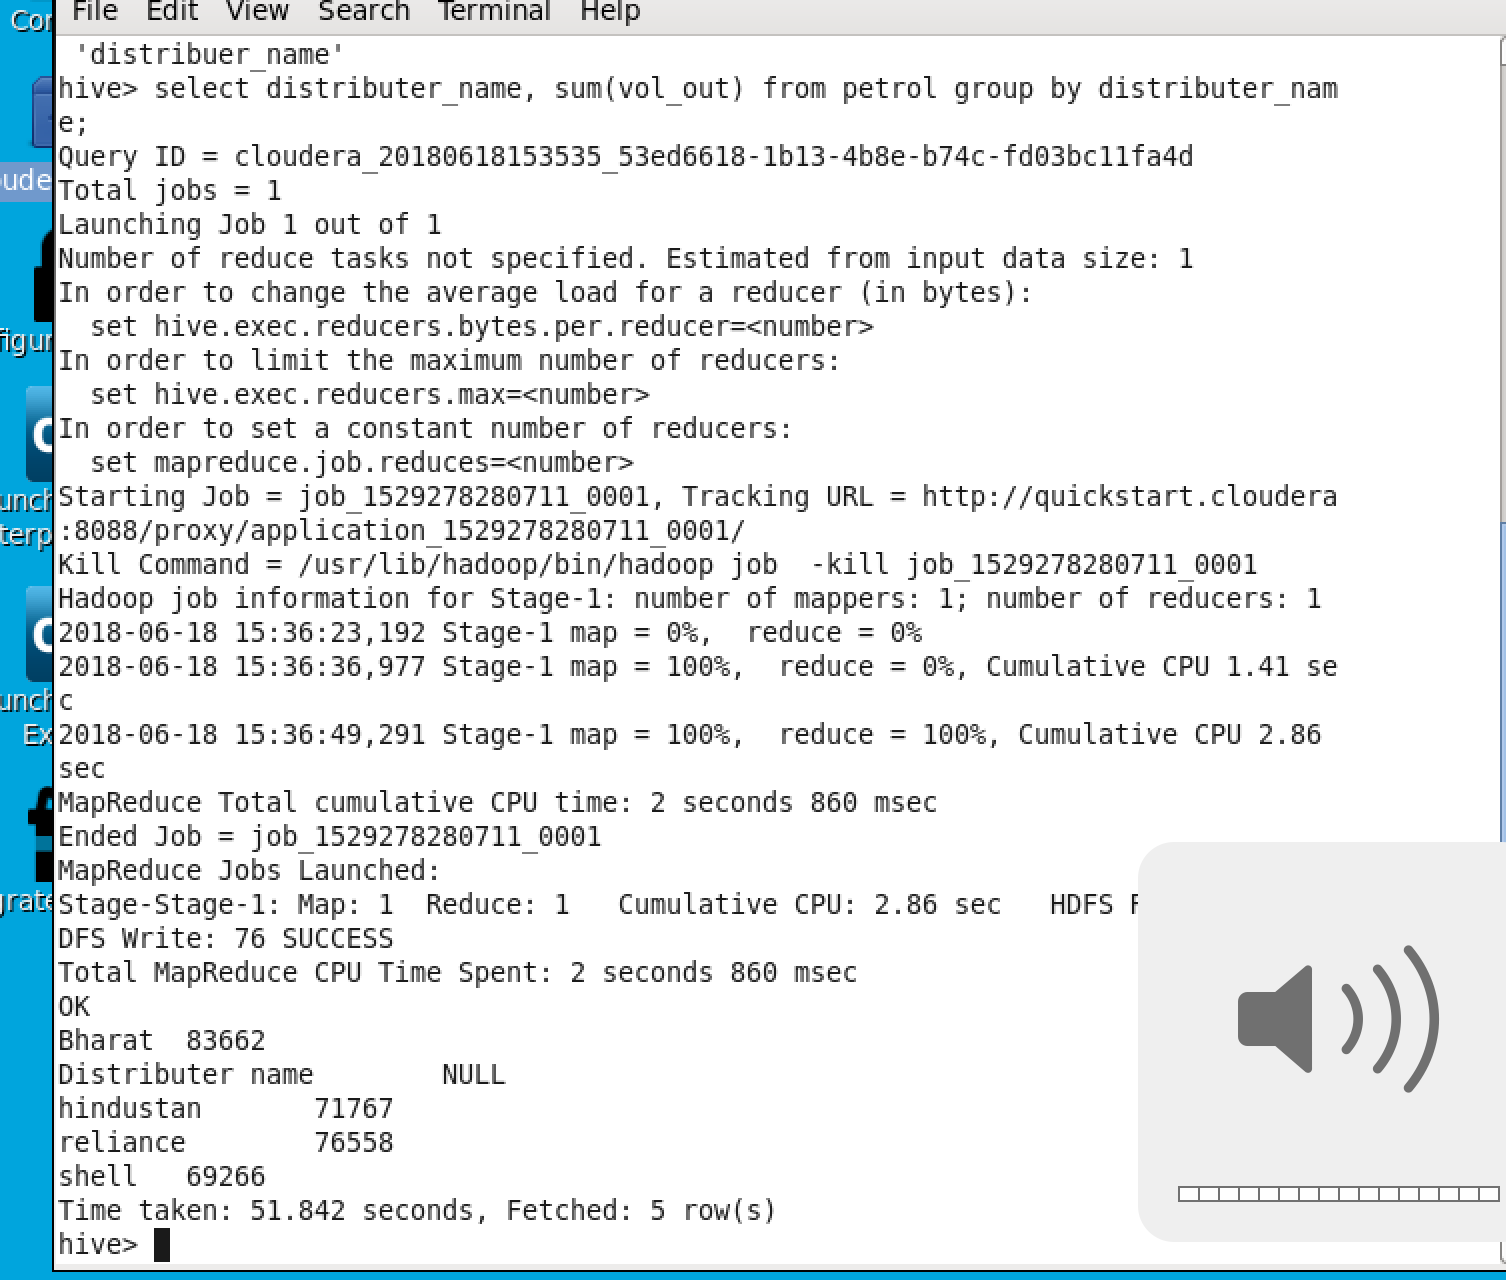 File Edit View Search Terminal Help
'distribuer_name'
hive> select distributer_name, sum(vol_out) from petrol group by distributer_nam
e;
Query ID = cloudera_20180618153535_53ed6618-1b13-4b8e-b74c-fd03bc11fa4d
Total jobs = 1
Launching Job 1 out of 1
Number of reduce tasks not specified. Estimated from input data size: 1
In order to change the average load for a reducer (in bytes):
  set hive.exec.reducers.bytes.per.reducer=<number>
In order to limit the maximum number of reducers:
  set hive.exec.reducers.max=<number>
In order to set a constant number of reducers:
  set mapreduce.job.reduces=<number>
Starting Job = job_1529278280711_0001, Tracking URL = http://quickstart.cloudera
:8088/proxy/application_1529278280711_0001/
Kill Command = /usr/lib/hadoop/bin/hadoop job  -kill job_1529278280711_0001
Hadoop job information for Stage-1: number of mappers: 1; number of reducers: 1
2018-06-18 15:36:23,192 Stage-1 map = 0%,  reduce = 0%
2018-06-18 15:36:36,977 Stage-1 map = 100%,  reduce = 0%, Cumulative CPU 1.41 se
c
2018-06-18 15:36:49,291 Stage-1 map = 100%,  reduce = 100%, Cumulative CPU 2.86
sec
MapReduce Total cumulative CPU time: 2 seconds 860 msec
Ended Job = job_1529278280711_0001
MapReduce Jobs Launched:
Stage-Stage-1: Map: 1  Reduce: 1   Cumulative CPU: 2.86 sec   HDFS
DFS Write: 76 SUCCESS
Total MapReduce CPU Time Spent: 2 seconds 860 msec
OK
Bharat  83662
Distributer name        NULL
hindustan       71767
reliance        76558
shell   69266
Time taken: 51.842 seconds, Fetched: 5 row(s)
hive>